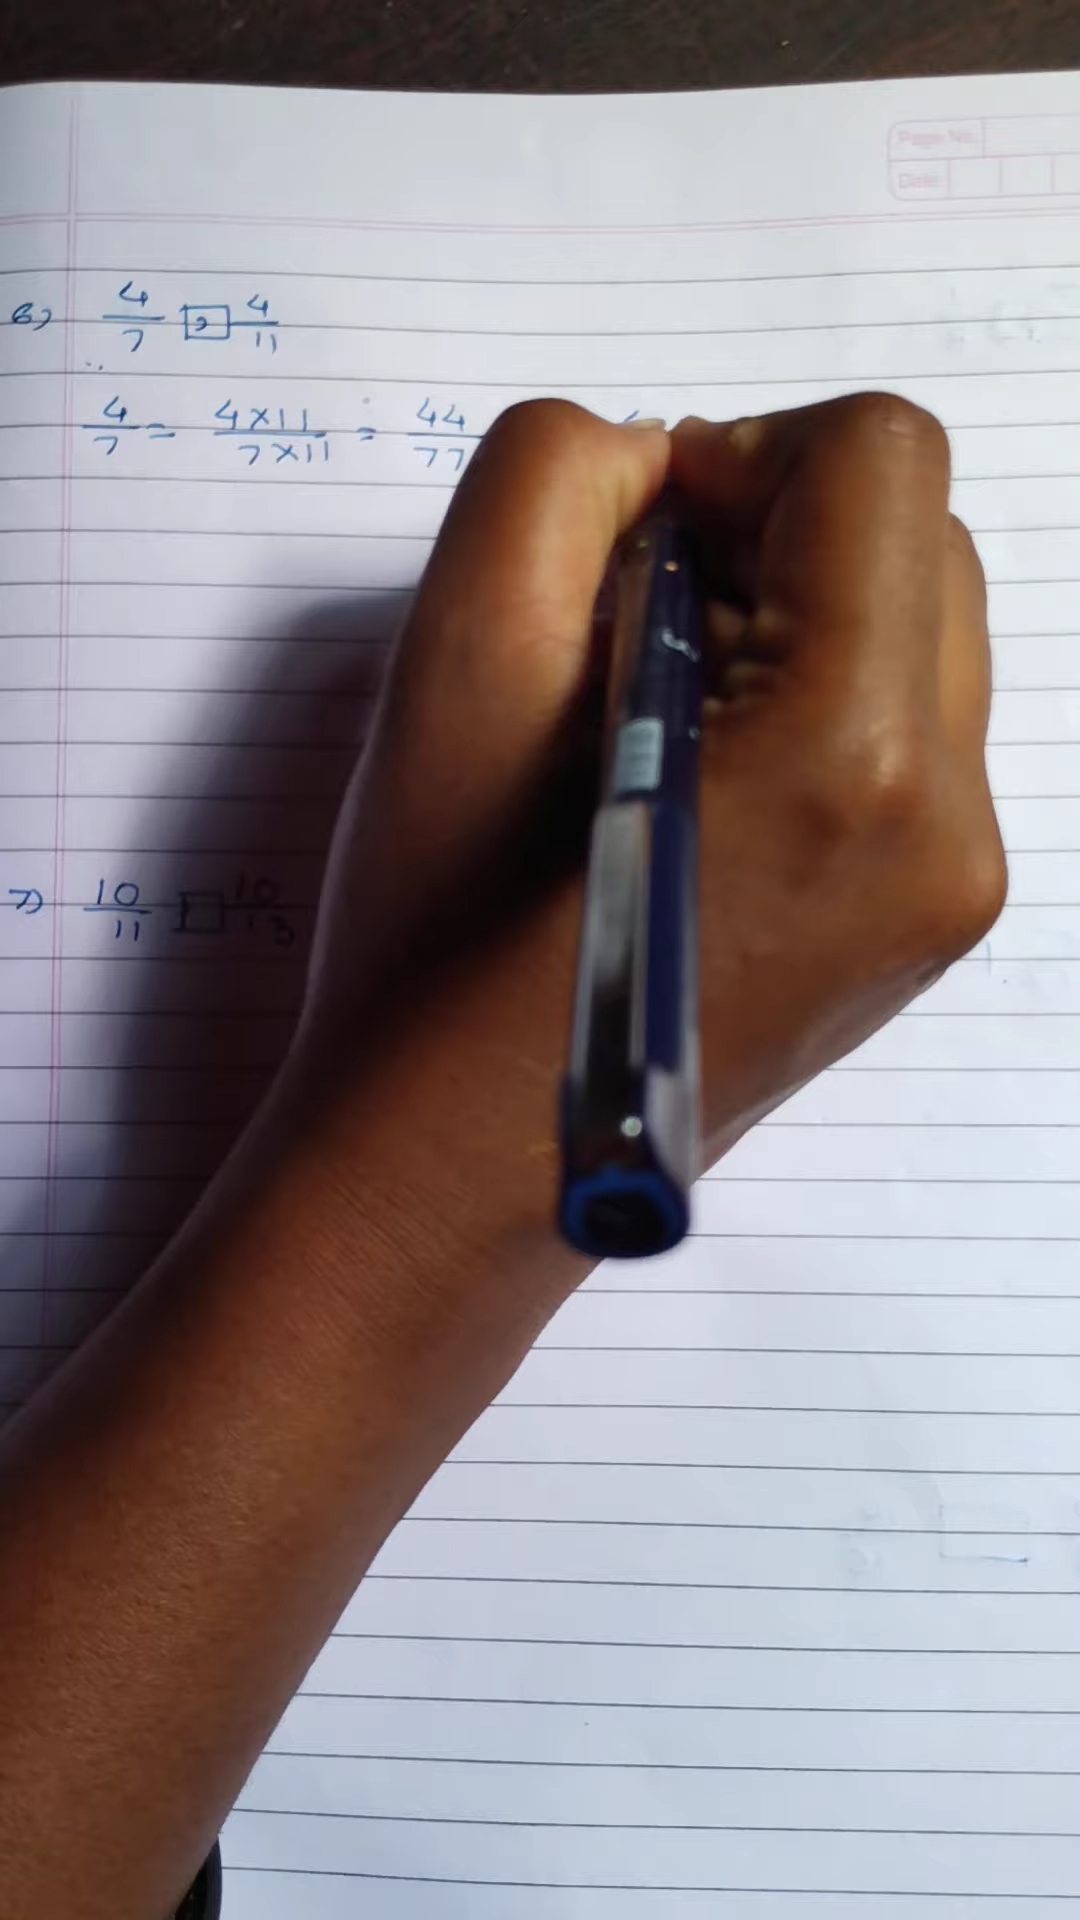 Page No.
Date
6) 4/7 [?] 4/11
4/7 = 4×11/7×11 = 44/77
7) 10/11 □ 10/13